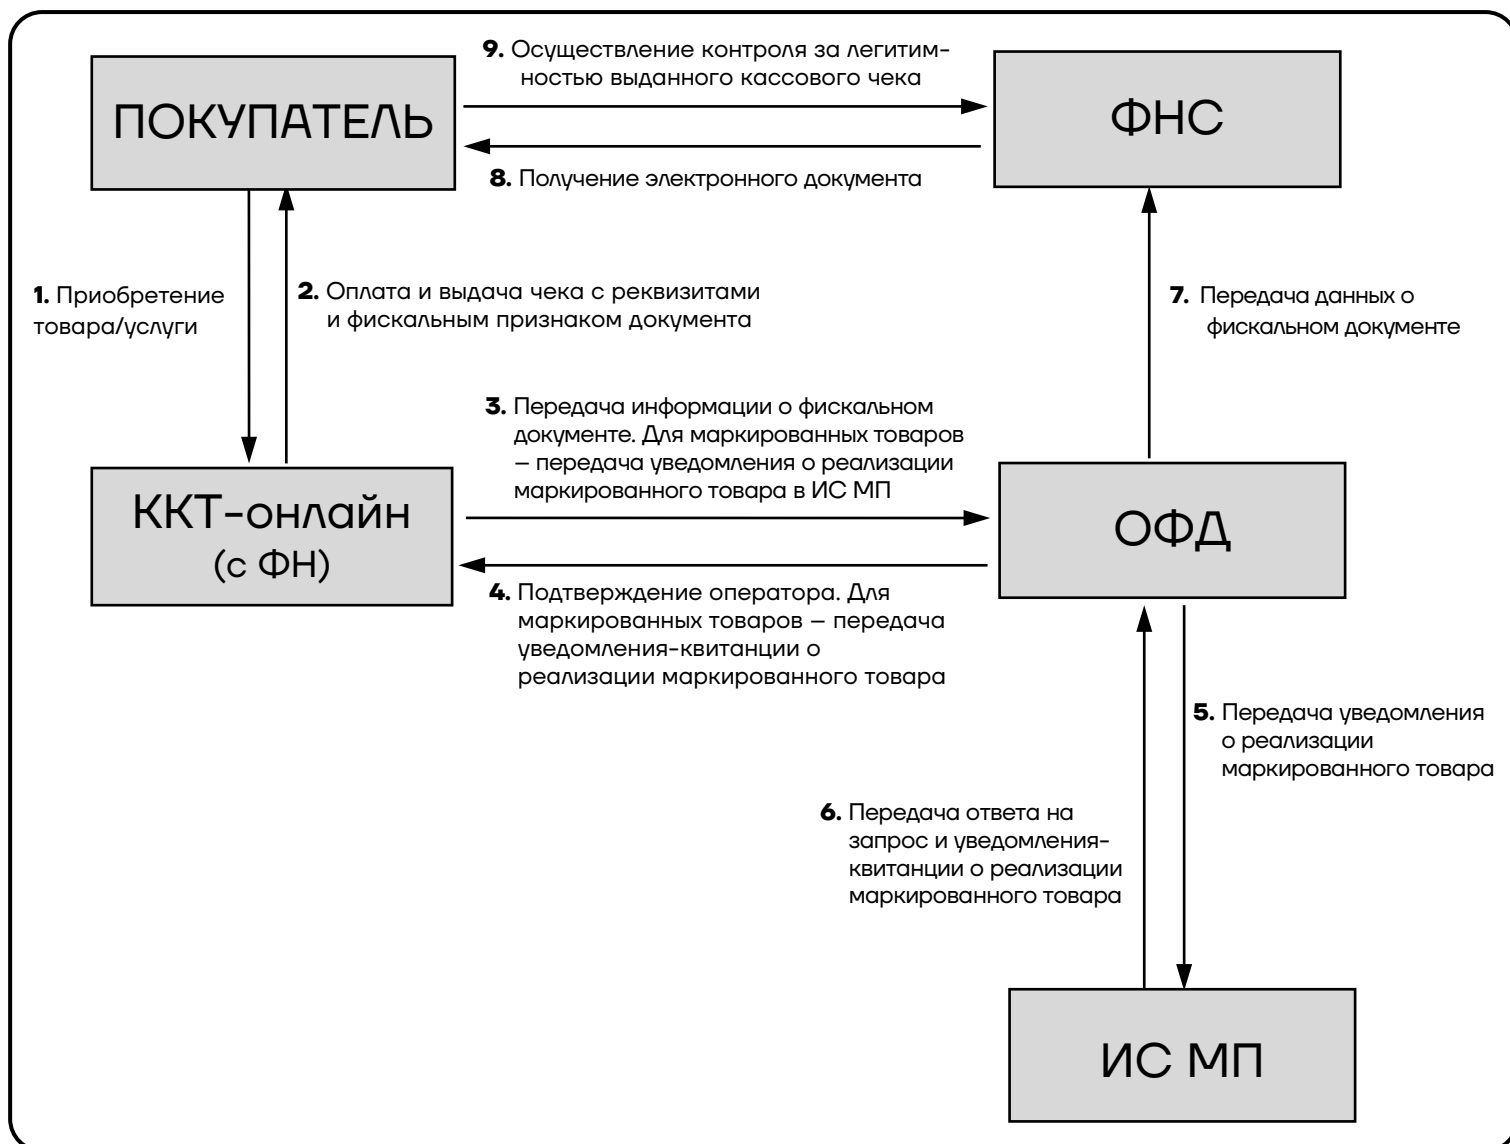 9. Осуществление контроля за легитим-
ностью выданного кассового чека
ПОКУПАТЕЛЬ
ФНС
8. Получение электронного документа
1. Приобретение
товара/услуги
2. Оплата и выдача чека с реквизитами
и фискальным признаком документа
7. Передача данных о
фискальном документе
3. Передача информации о фискальном
документе. Для маркированных товаров
– передача уведомления о реализации
маркированного товара в ИС МП
ККТ-онлайн
(с ФН)
ОФД
4. Подтверждение оператора. Для
маркированных товаров – передача
уведомления-квитанции о
реализации маркированного товара
5. Передача уведомления
о реализации
маркированного товара
6. Передача ответа на
запрос и уведомления-
квитанции о реализации
маркированного товара
ИС МП